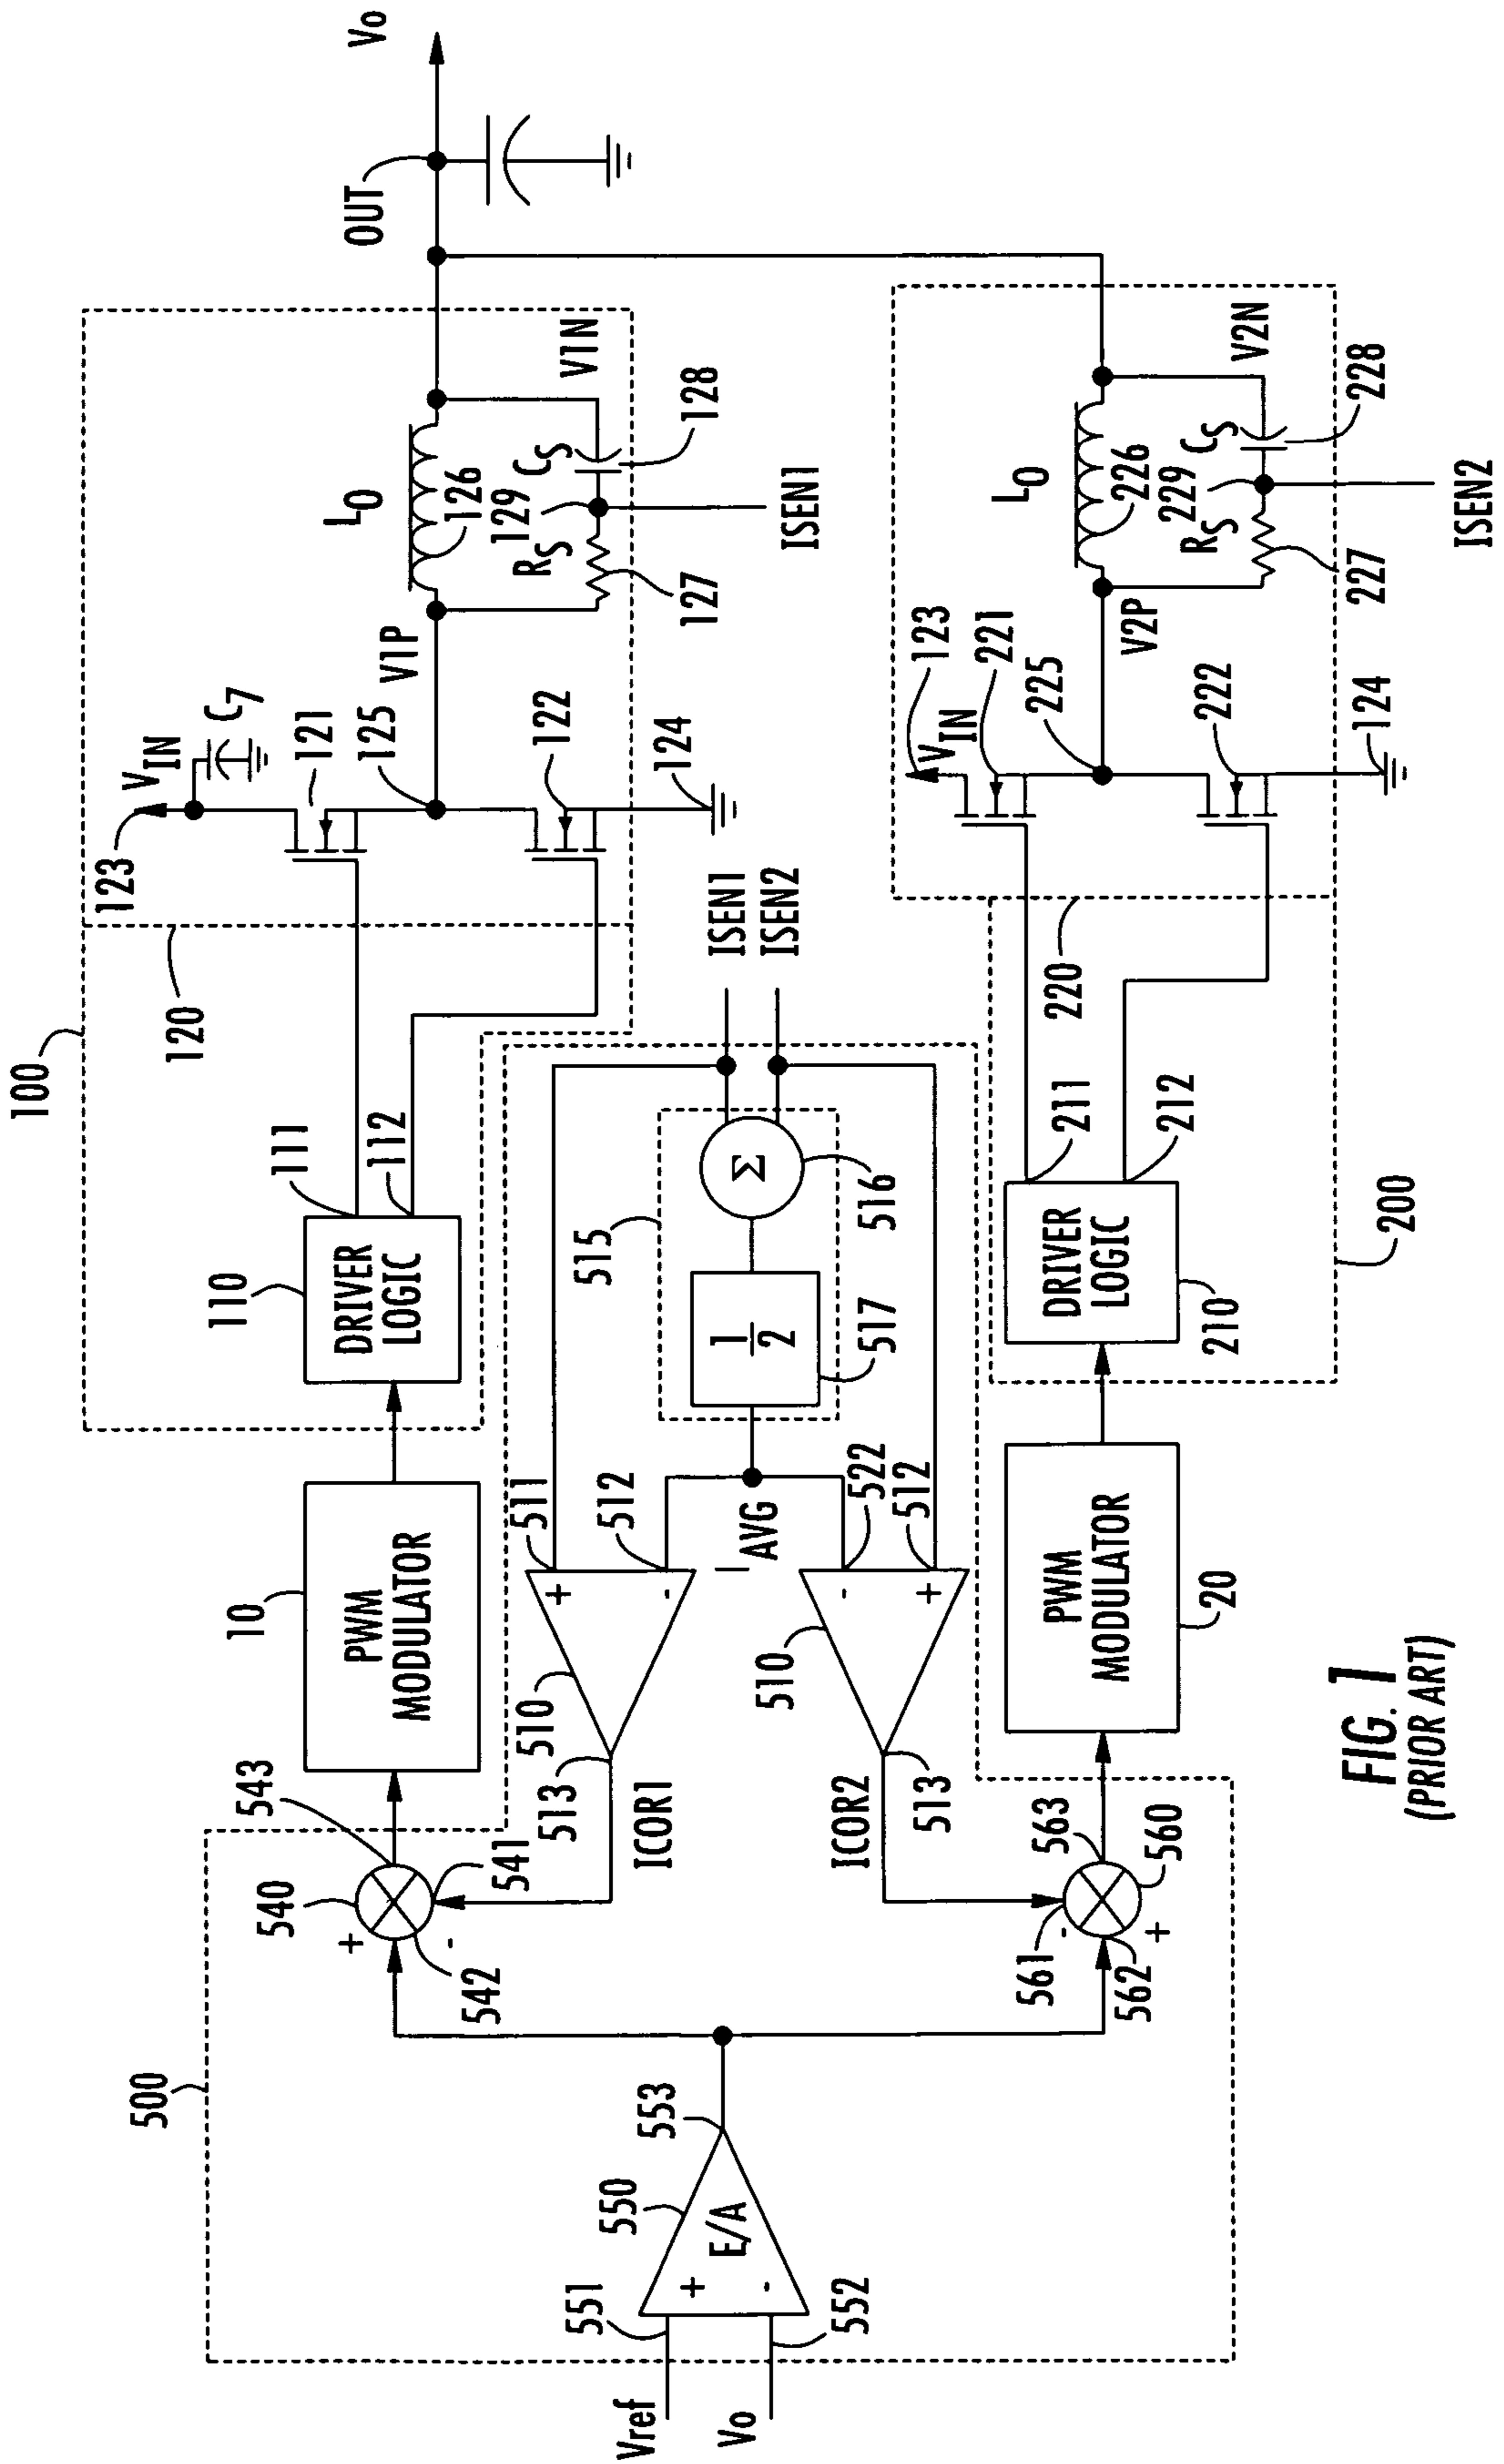 100
120
123
VIN
C7
121
125
V1P
LO
126
OUT
Vo
V1N
CS
128
129
RS
127
ISEN1
122
124
111
112
110
DRIVER
LOGIC
10
PWM
MODULATOR
543
540
+
-
541
542
500
511
+
512
-
510
513
ICOR1
515
Σ
516
1
2
517
ISEN1
ISEN2
IAVG
522
-
512
+
510
513
ICOR2
Vref
Vo
551
552
+
-
E/A
550
553
561
-
562
+
563
560
PWM
MODULATOR
20
DRIVER
LOGIC
210
211
212
200
220
123
VIN
221
225
V2P
222
124
LO
226
229
CS
RS
227
228
V2N
ISEN2
FIG. 1
(PRIOR ART)